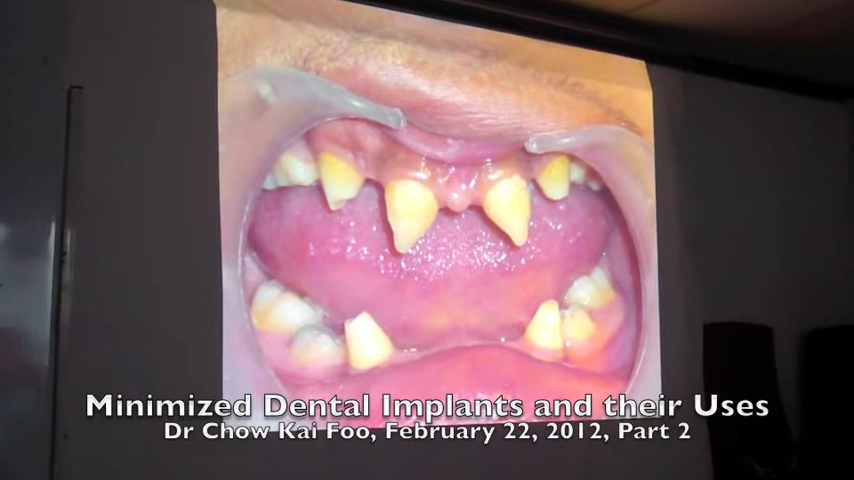 Minimized Dental Implants and their Uses
Dr Chow Kai Foo, February 22, 2012, Part 2